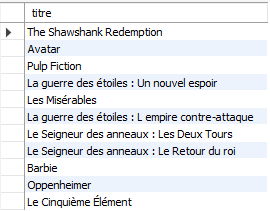 titre
The Shawshank Redemption
Avatar
Pulp Fiction
La guerre des étoiles : Un nouvel espoir
Les Misérables
La guerre des étoiles : L empire contre-attaque
Le Seigneur des anneaux : Les Deux Tours
Le Seigneur des anneaux : Le Retour du roi
Barbie
Oppenheimer
Le Cinquième Élément